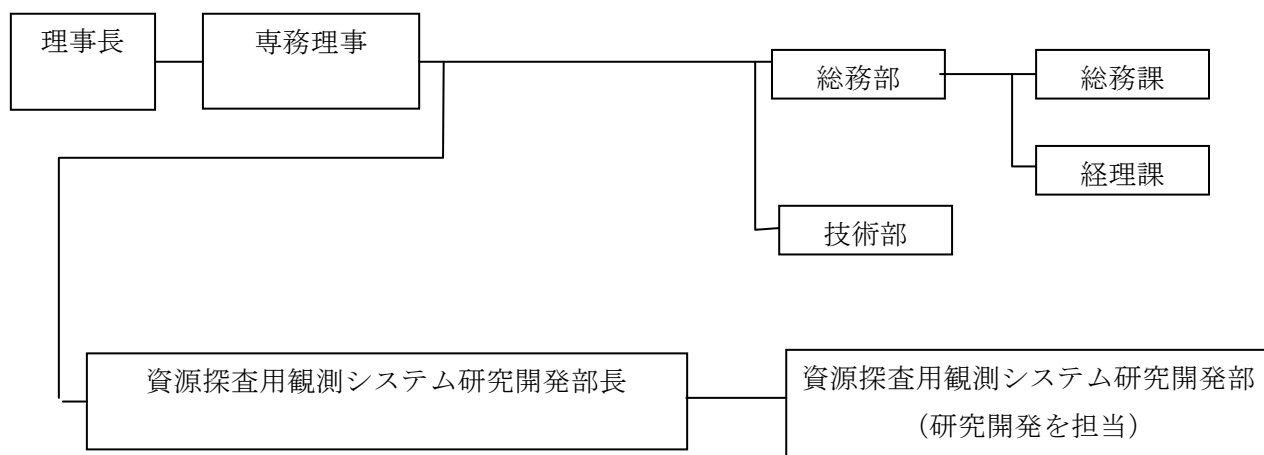 理事長
専務理事
総務部
総務課
経理課
技術部
資源探査用観測システム研究開発部長
資源探査用観測システム研究開発部
（研究開発を担当）